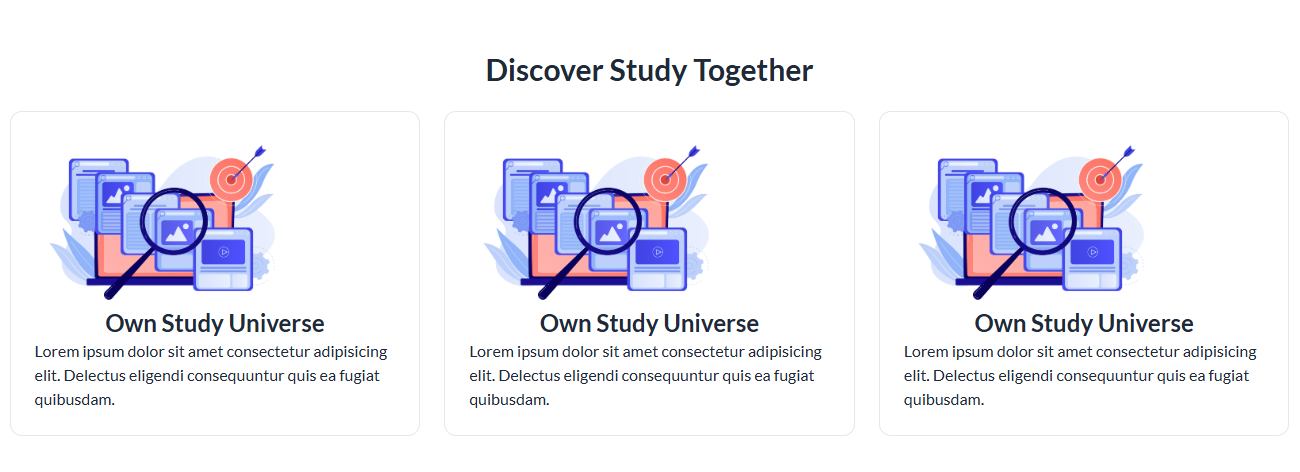 Discover Study Together
Own Study Universe
Lorem ipsum dolor sit amet consectetur adipisicing
elit. Delectus eligendi consequuntur quis ea fugiat
quibusdam.
Own Study Universe
Lorem ipsum dolor sit amet consectetur adipisicing
elit. Delectus eligendi consequuntur quis ea fugiat
quibusdam.
Own Study Universe
Lorem ipsum dolor sit amet consectetur adipisicing
elit. Delectus eligendi consequuntur quis ea fugiat
quibusdam.